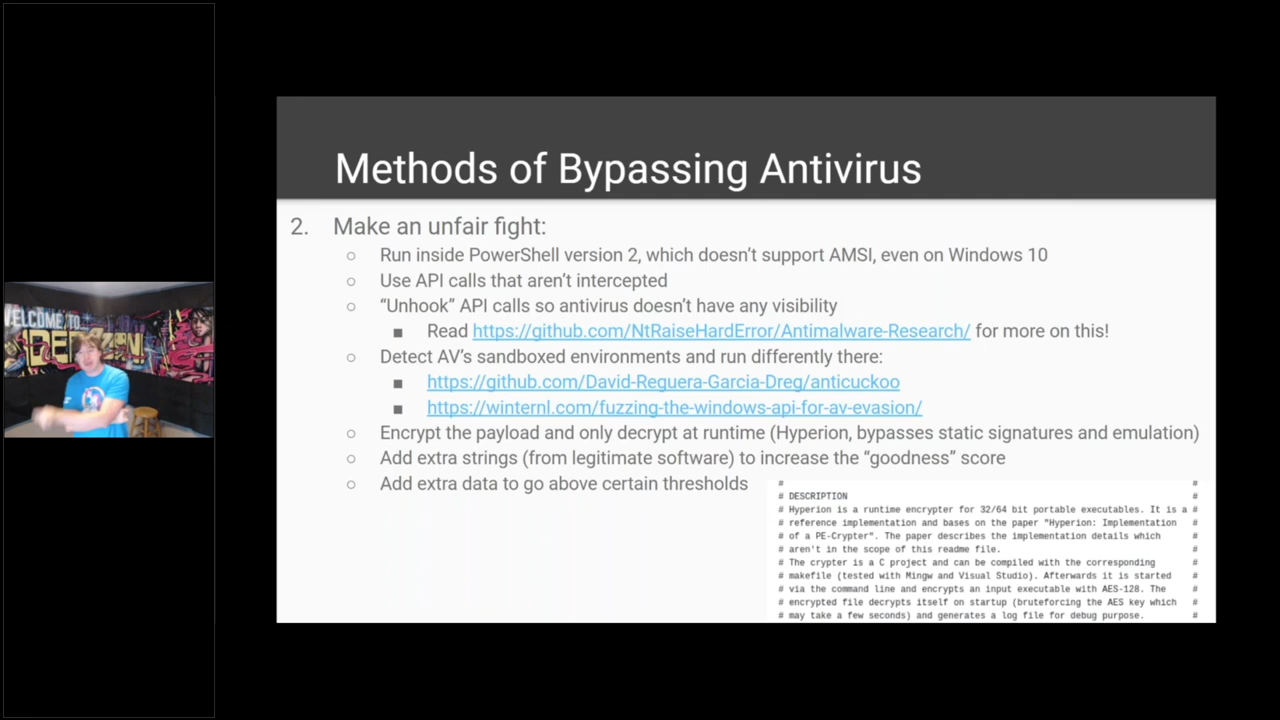 Methods of Bypassing Antivirus
2. Make an unfair fight:
○ Run inside PowerShell version 2, which doesn’t support AMSI, even on Windows 10
○ Use API calls that aren’t intercepted
○ “Unhook” API calls so antivirus doesn’t have any visibility
■ Read https://github.com/NtRaiseHardError/Antimalware-Research/ for more on this!
○ Detect AV’s sandboxed environments and run differently there:
■ https://github.com/David-Reguera-Garcia-Dreg/anticuckoo
■ https://winternl.com/fuzzing-the-windows-api-for-av-evasion/
○ Encrypt the payload and only decrypt at runtime (Hyperion, bypasses static signatures and emulation)
○ Add extra strings (from legitimate software) to increase the “goodness” score
○ Add extra data to go above certain thresholds
# #
# DESCRIPTION #
# Hyperion is a runtime encrypter for 32/64 bit portable executables. It is a #
# reference implementation and bases on the paper "Hyperion: Implementation #
# of a PE-Crypter". The paper describes the implementation details which #
# aren't in the scope of this readme file. #
# The crypter is a C project and can be compiled with the corresponding #
# makefile (tested with Mingw and Visual Studio). Afterwards it is started #
# via the command line and encrypts an input executable with AES-128. The #
# encrypted file decrypts itself on startup (bruteforcing the AES key which #
# may take a few seconds) and generates a log file for debug purpose. #
WELCOME TO